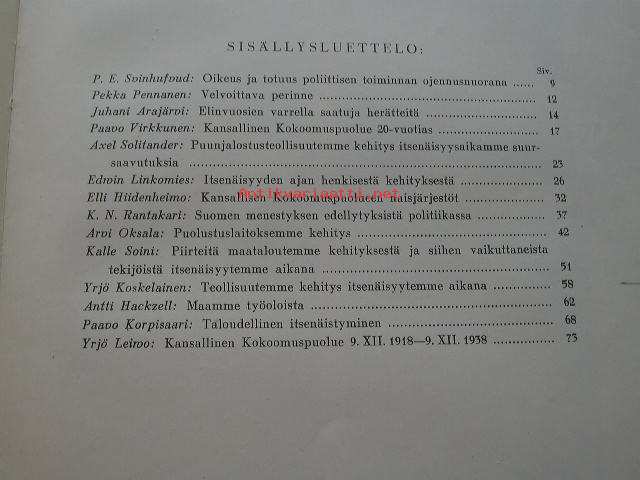 SISÄLLYSLUETTELO:
Siv.
P. E. Svinhufvud: Oikeus ja totuus poliittisen toiminnan ojennusnuorana ...... 9
Pekka Pennanen: Velvoittava perinne ...... 12
Juhani Arajärvi: Elinvuosien varrella saatuja herätteitä ...... 14
Paavo Virkkunen: Kansallinen Kokoomuspuolue 20-vuotias ...... 17
Axel Solitander: Puunjalostusteollisuutemme kehitys itsenäisyysaikamme suur-
saavutuksia ...... 23
Edwin Linkomies: Itsenäisyyden ajan henkisestä kehityksestä ...... 26
Antikvariaatti.net
Elli Hiidenheimo: Kansallisen Kokoomuspuolueen naisjärjestöt ...... 32
K. N. Rantakari: Suomen menestyksen edellytyksistä politiikassa ...... 37
Arvi Oksala: Puolustuslaitoksemme kehitys ...... 42
Kalle Soini: Piirteitä maataloutemme kehityksestä ja siihen vaikuttaneista
tekijöistä itsenäisyytemme aikana ...... 51
Yrjö Koskelainen: Teollisuutemme kehitys itsenäisyytemme aikana ...... 58
Antti Hackzell: Maamme työoloista ...... 62
Paavo Korpisaari: Taloudellinen itsenäistyminen ...... 68
Yrjö Leiwo: Kansallinen Kokoomuspuolue 9. XII. 1918—9. XII. 1938 ...... 73